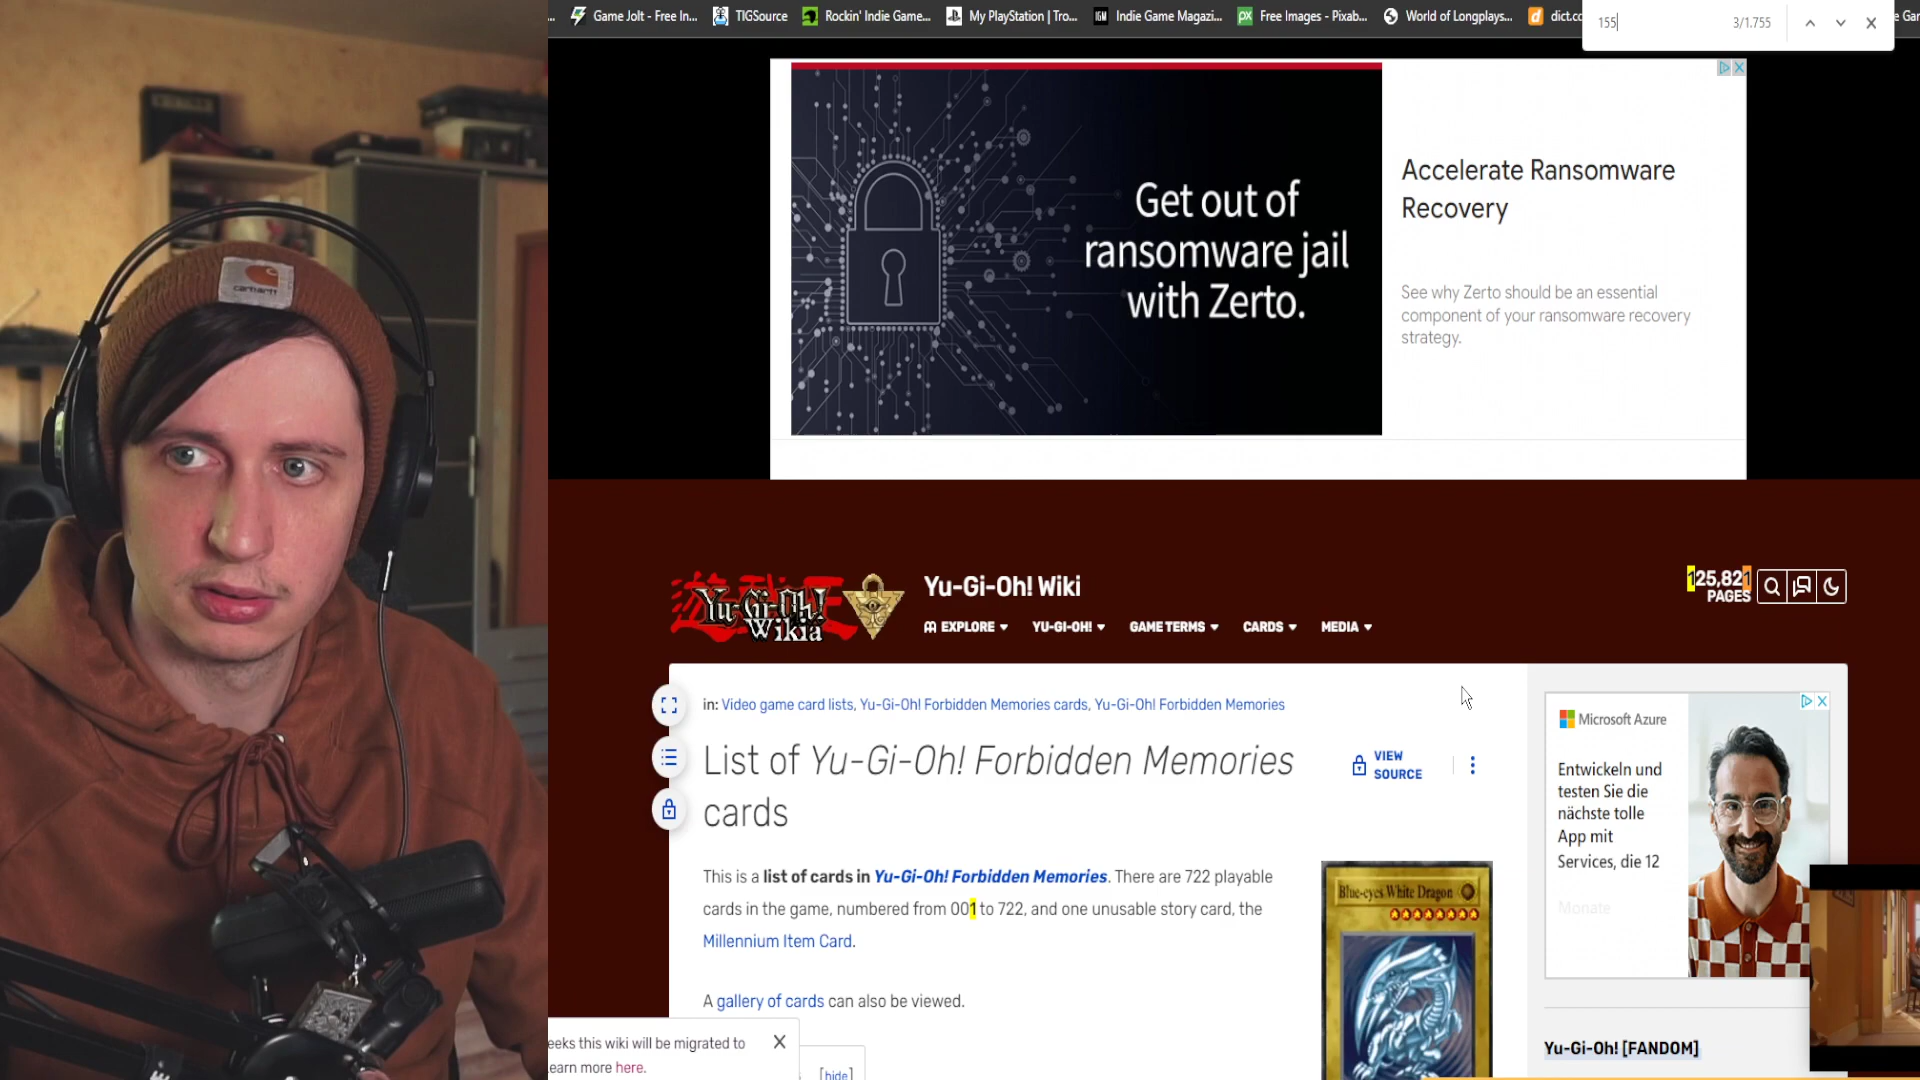 Game Jolt - Free In...
TIGSource
Rockin' Indie Game...
My PlayStation | Tro...
Indie Game Magazi...
Free Images - Pixab...
World of Longplays...
dict.cc
155
3/1.755
e Gar
Get out of
ransomware jail
with Zerto.
Accelerate Ransomware
Recovery
See why Zerto should be an essential
component of your ransomware recovery
strategy.
carhartt
Yu-Gi-Oh!
Wikia
Yu-Gi-Oh! Wiki
125,821
PAGES
EXPLORE
YU-GI-OH!
GAME TERMS
CARDS
MEDIA
in: Video game card lists, Yu-Gi-Oh! Forbidden Memories cards, Yu-Gi-Oh! Forbidden Memories
List of Yu-Gi-Oh! Forbidden Memories
cards
VIEW
SOURCE
This is a list of cards in Yu-Gi-Oh! Forbidden Memories. There are 722 playable
cards in the game, numbered from 001 to 722, and one unusable story card, the
Millennium Item Card.
A gallery of cards can also be viewed.
Blue-eyes White Dragon
Microsoft Azure
Entwickeln und
testen Sie die
nächste tolle
App mit
Services, die 12
Monate
Yu-Gi-Oh! [FANDOM]
eeks this wiki will be migrated to
earn more here.
[hide]